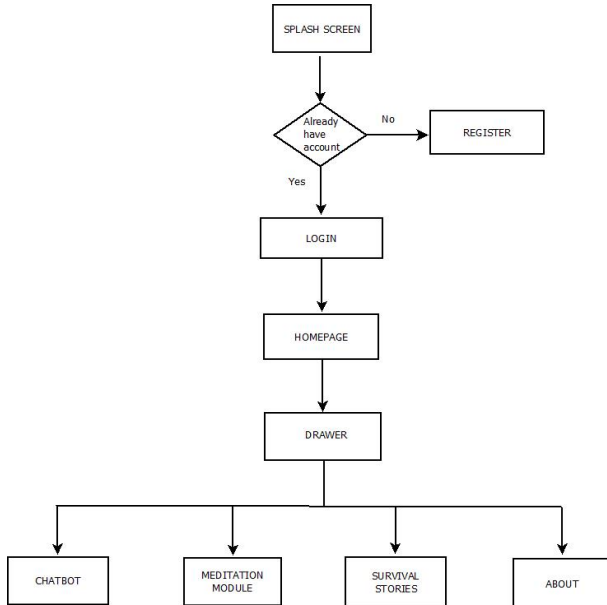 SPLASH SCREEN
Already
have
account
No
REGISTER
Yes
LOGIN
HOMEPAGE
DRAWER
CHATBOT
MEDITATION
MODULE
SURVIVAL
STORIES
ABOUT